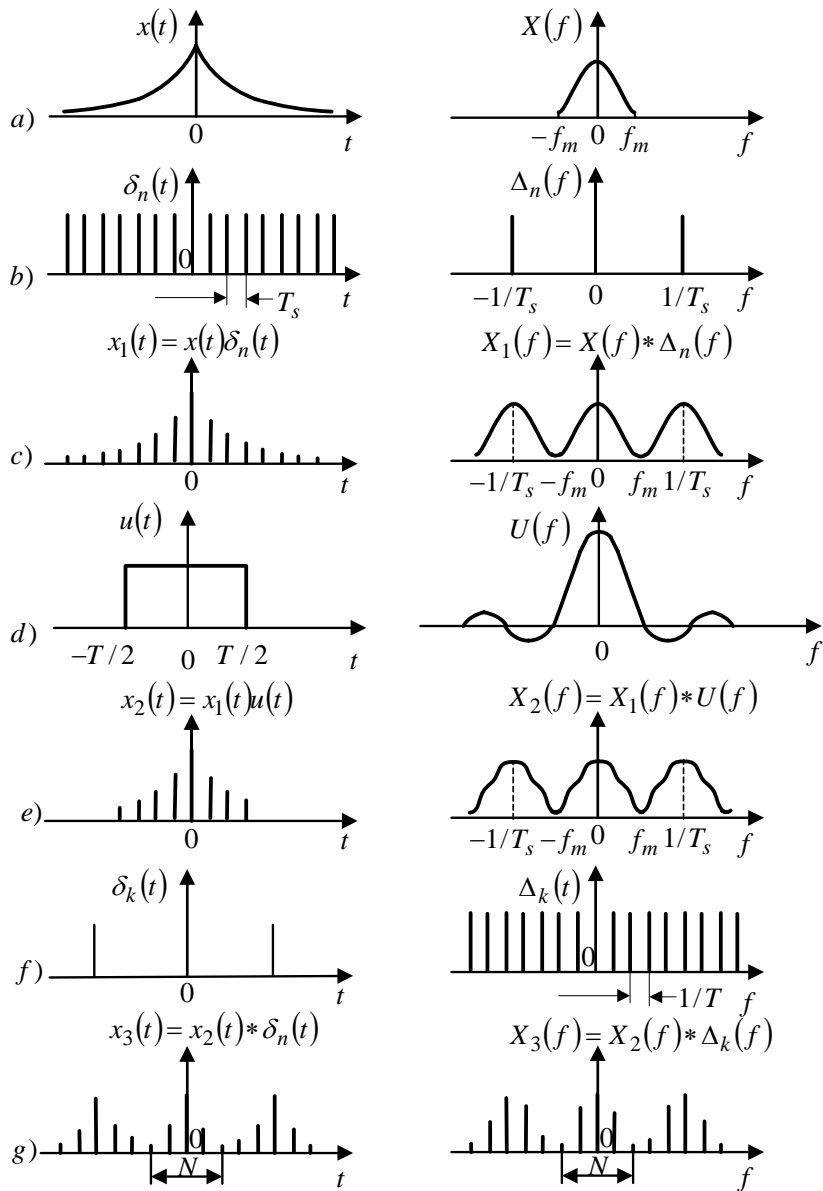 x(t) X(f)
a) 0 t −f_m 0 f_m f
δ_n(t) Δ_n(f)
b) 0 T_s t −1/T_s 0 1/T_s f
x_1(t)= x(t)δ_n(t) X_1(f)= X(f)∗Δ_n(f)
c) 0 t −1/T_s −f_m 0 f_m 1/T_s f
u(t) U(f)
d) −T/2 0 T/2 t 0 f
x_2(t)= x_1(t)u(t) X_2(f)= X_1(f)∗U(f)
e) 0 t −1/T_s −f_m 0 f_m 1/T_s f
δ_k(t) Δ_k(t)
f) 0 t 0 1/T f
x_3(t)= x_2(t)∗δ_n(t) X_3(f)= X_2(f)∗Δ_k(f)
g) 0 N t 0 N f